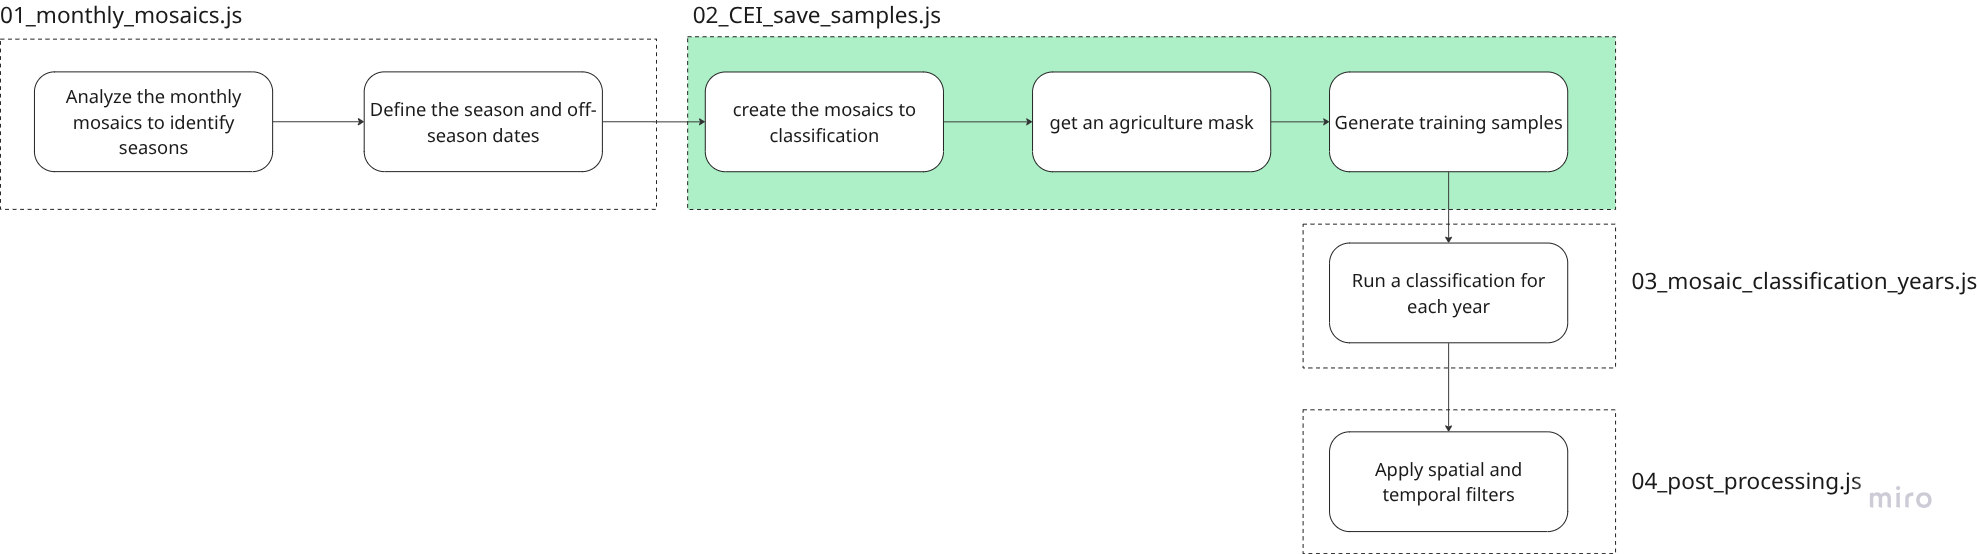 01_monthly_mosaics.js
02_CEI_save_samples.js
Analyze the monthly
mosaics to identify
seasons
Define the season and off-
season dates
create the mosaics to
classification
get an agriculture mask
Generate training samples
Run a classification for
each year
03_mosaic_classification_years.js
Apply spatial and
temporal filters
04_post_processing.js
miro